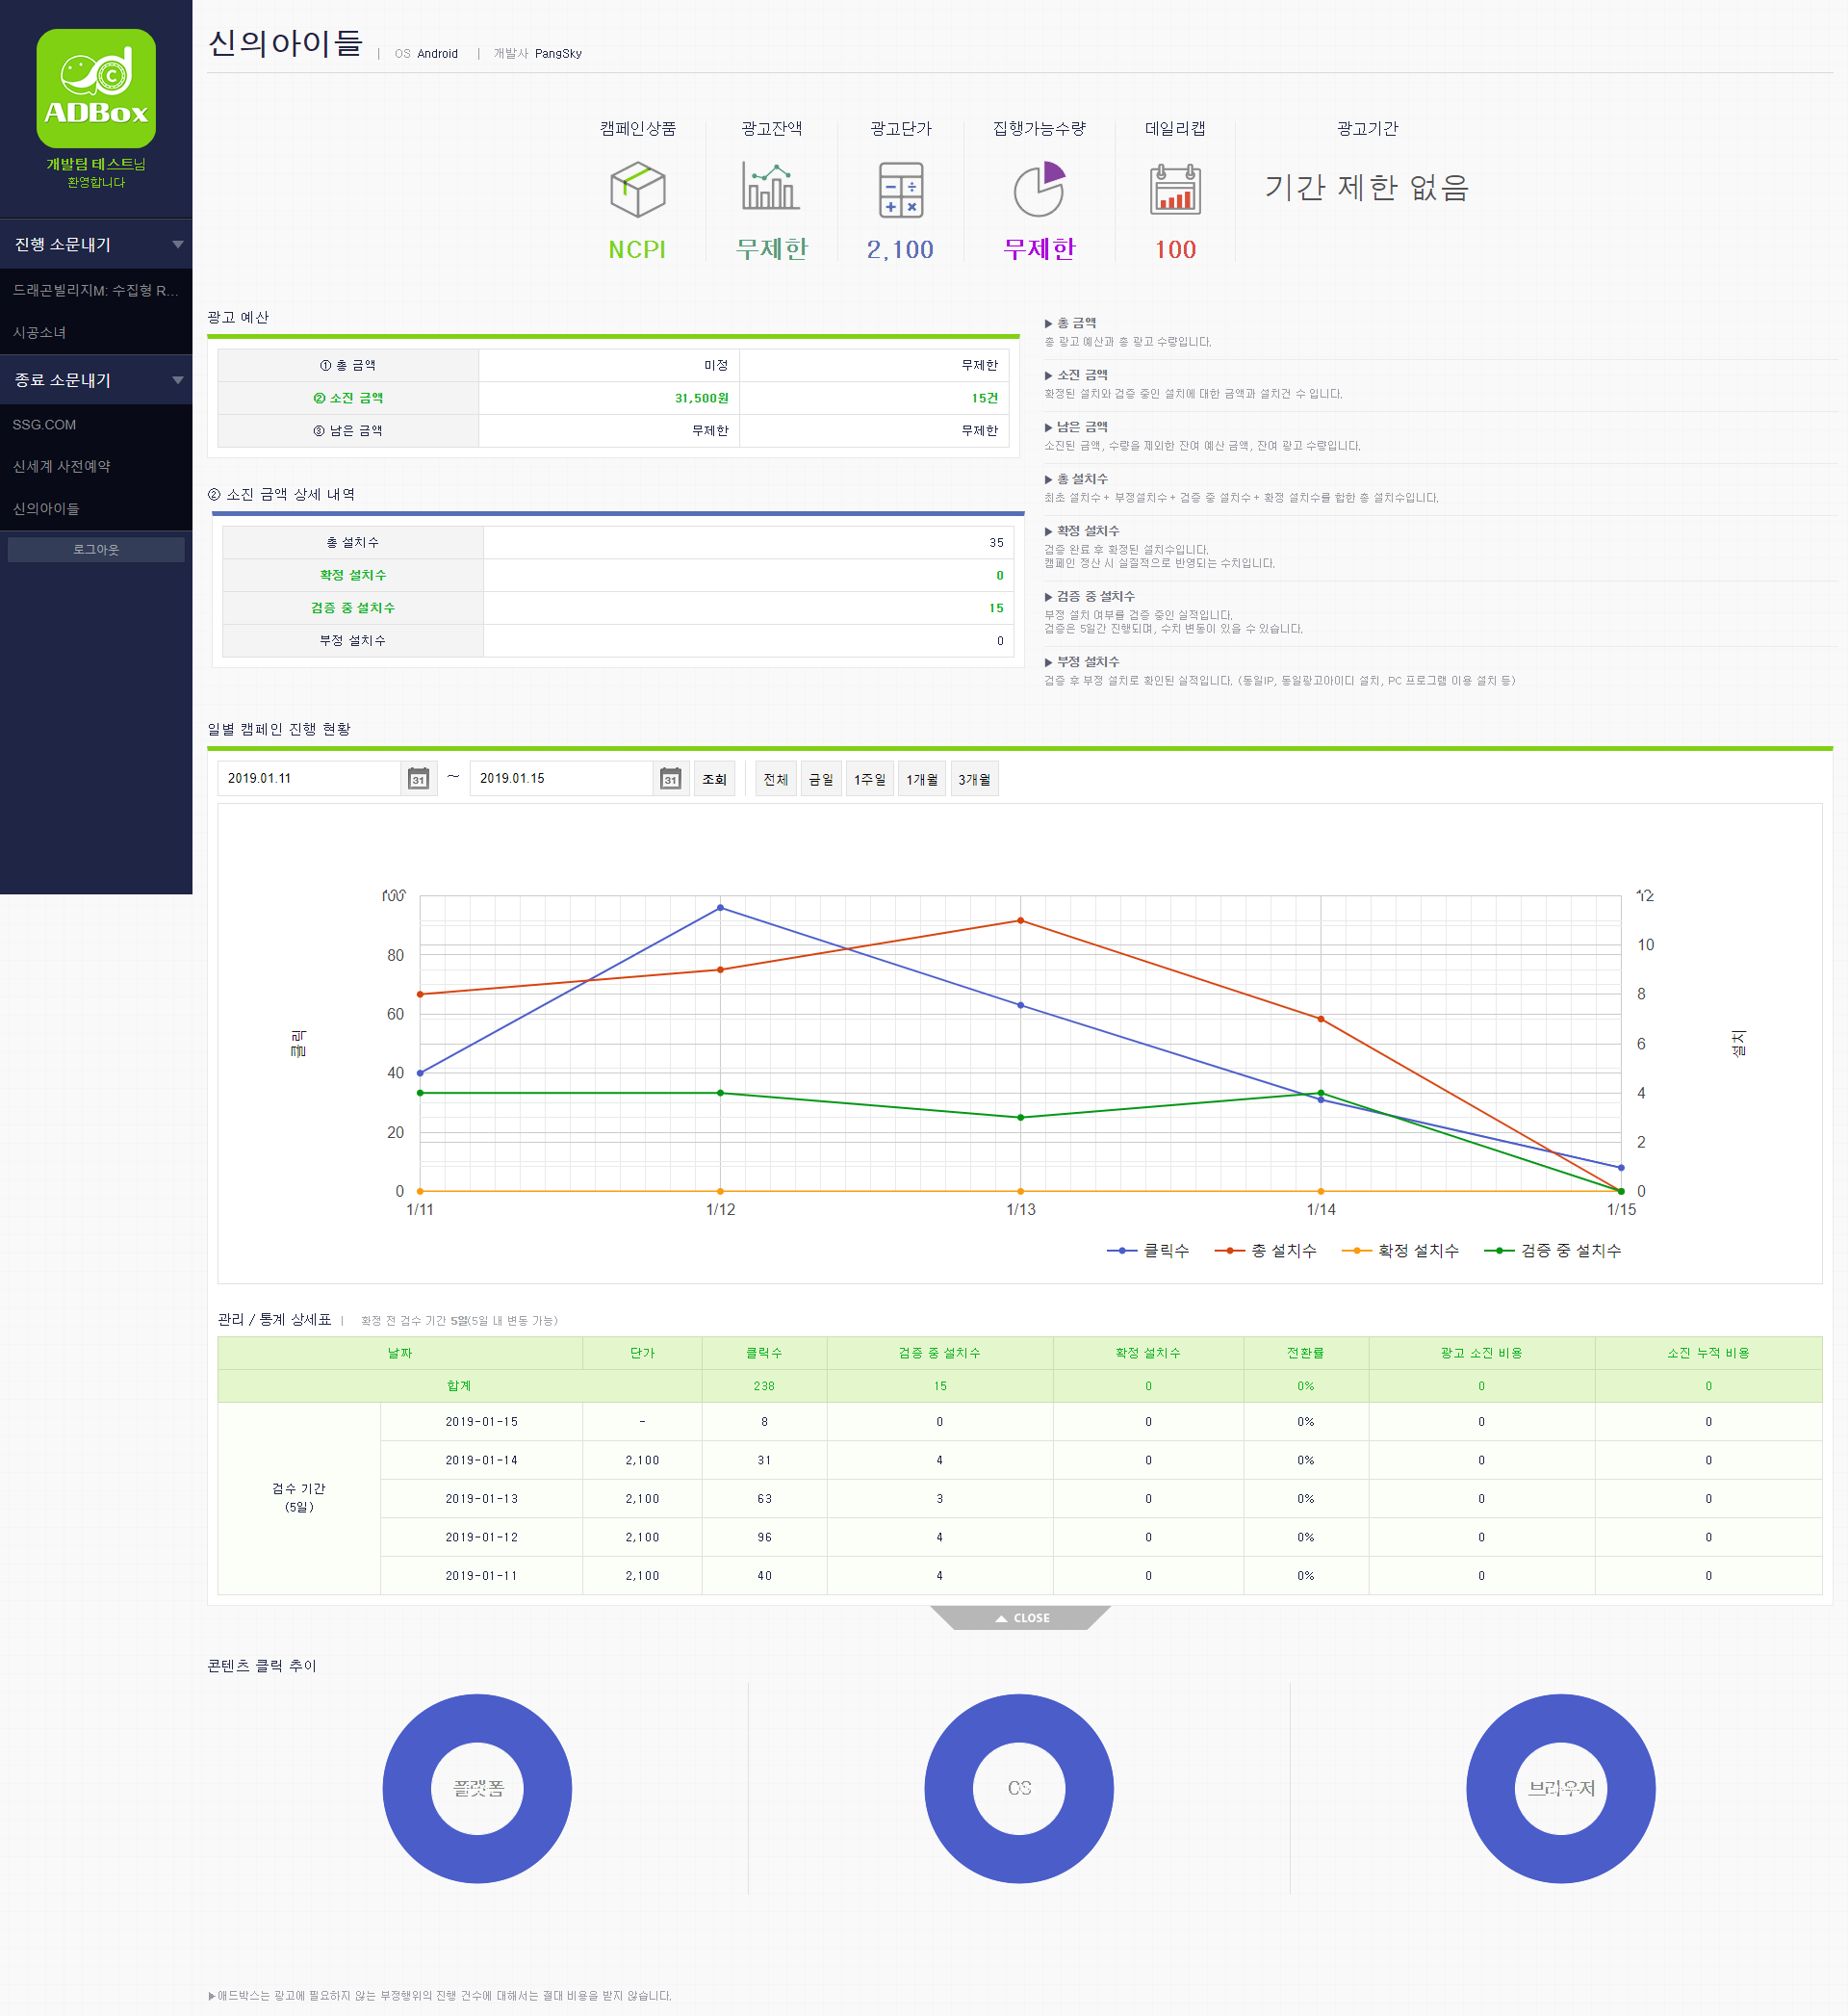 ADBox
개발팀 테스트님
환영합니다
진행 소문내기
드래곤빌리지M: 수집형 R...
시공소녀
종료 소문내기
SSG.COM
신세계 사전예약
신의아이들
로그아웃
신의아이들 | OS Android | 개발사 PangSky
캠페인상품 광고잔액 광고단가 집행가능수량 데일리캡 광고기간
기간 제한 없음
NCPI 무제한 2,100 무제한 100
광고 예산
① 총 금액 미정 무제한
② 소진 금액 31,500원 15건
③ 남은 금액 무제한 무제한
② 소진 금액 상세 내역
총 설치수 35
확정 설치수 0
검증 중 설치수 15
부정 설치수 0
▶ 총 금액
총 광고 예산과 총 광고 수량입니다.
▶ 소진 금액
확정된 설치와 검증 중인 설치에 대한 금액과 설치건 수 입니다.
▶ 남은 금액
소진된 금액, 수량을 제외한 잔여 예산 금액, 잔여 광고 수량입니다.
▶ 총 설치수
최초 설치수 + 부정설치수 + 검증 중 설치수 + 확정 설치수를 합한 총 설치수입니다.
▶ 확정 설치수
검증 완료 후 확정된 설치수입니다.
캠페인 정산 시 실질적으로 반영되는 수치입니다.
▶ 검증 중 설치수
부정 설치 여부를 검증 중인 실적입니다.
검증은 5일간 진행되며, 수치 변동이 있을 수 있습니다.
▶ 부정 설치수
검증 후 부정 설치로 확인된 실적입니다. (동일IP, 동일광고아이디 설치, PC 프로그램 이용 설치 등)
일별 캠페인 진행 현황
2019.01.11 31 ~ 2019.01.15 31 조회 전체 금일 1주일 1개월 3개월
100 12
80 10
60 8
클릭 6 설치
40 4
20 2
0 0
1/11 1/12 1/13 1/14 1/15
클릭수 총 설치수 확정 설치수 검증 중 설치수
관리 / 통계 상세표 | 확정 전 검수 기간 5일(5일 내 변동 가능)
날짜 단가 클릭수 검증 중 설치수 확정 설치수 전환률 광고 소진 비용 소진 누적 비용
합계 238 15 0 0% 0 0
검수 기간
(5일)
2019-01-15 - 8 0 0 0% 0 0
2019-01-14 2,100 31 4 0 0% 0 0
2019-01-13 2,100 63 3 0 0% 0 0
2019-01-12 2,100 96 4 0 0% 0 0
2019-01-11 2,100 40 4 0 0% 0 0
CLOSE
콘텐츠 클릭 추이
플랫폼 OS 브라우저
▶애드박스는 광고에 필요하지 않는 부정행위의 진행 건수에 대해서는 절대 비용을 받지 않습니다.